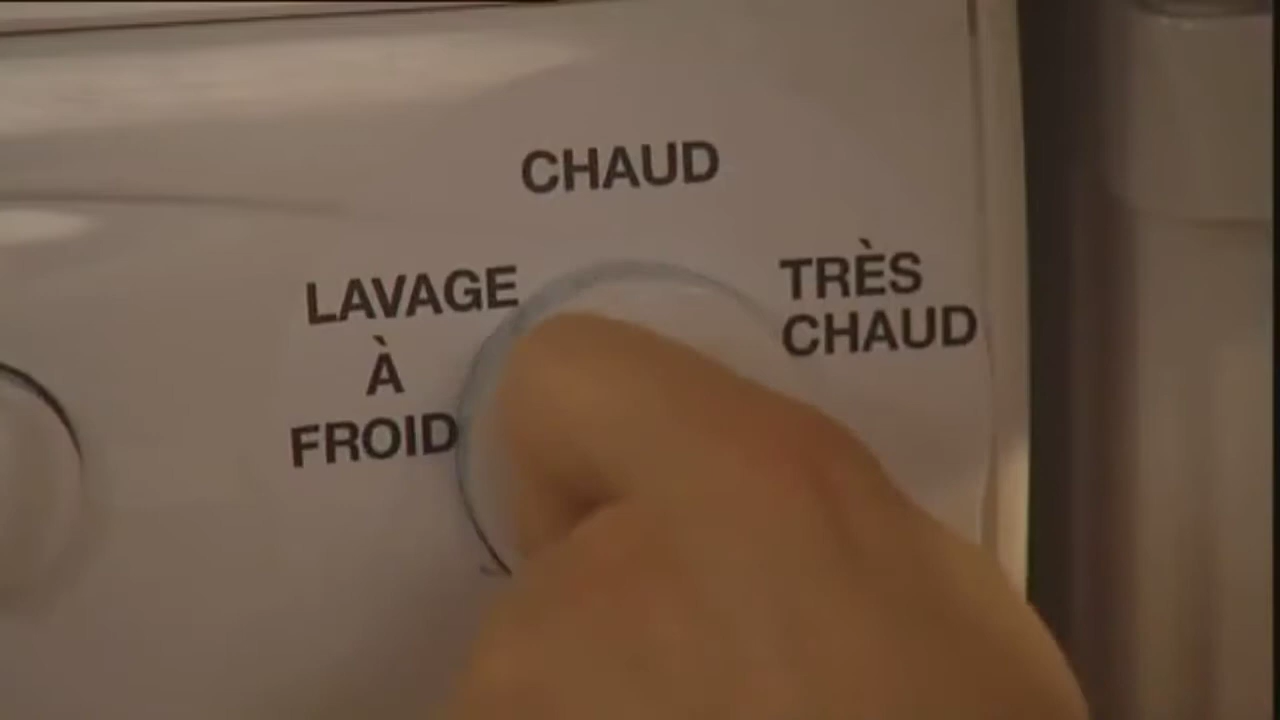 CHAUD
LAVAGE
À
FROID
TRÈS
CHAUD